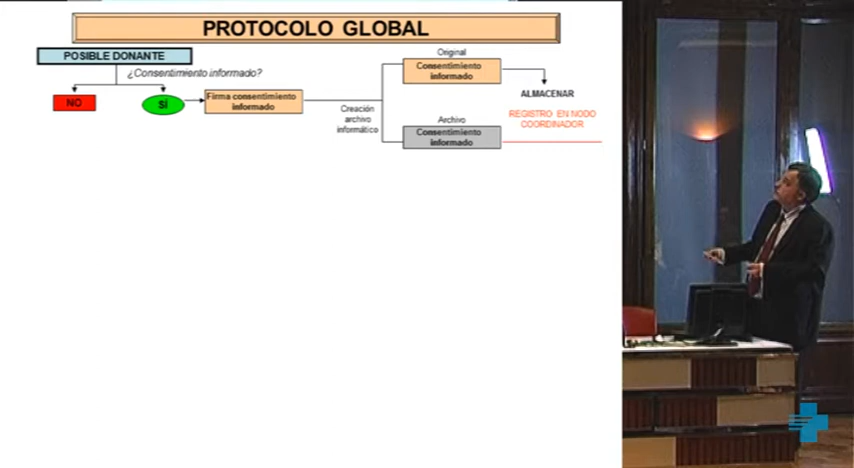 PROTOCOLO GLOBAL
POSIBLE DONANTE
¿Consentimiento informado?
NO
SÍ
Firma consentimiento
informado
Creación
archivo
informático
Original
Consentimiento
informado
Archivo
Consentimiento
informado
ALMACENAR
REGISTRO EN NODO
COORDINADOR